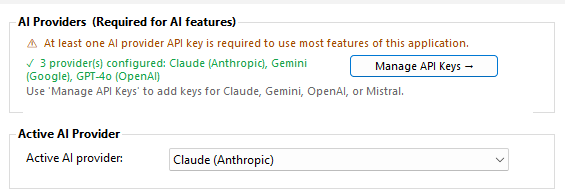 AI Providers (Required for AI features)
⚠ At least one AI provider API key is required to use most features of this application.
✓ 3 provider(s) configured: Claude (Anthropic), Gemini
(Google), GPT-4o (OpenAI)
Manage API Keys →
Use 'Manage API Keys' to add keys for Claude, Gemini, OpenAI, or Mistral.
Active AI Provider
Active AI provider: Claude (Anthropic)